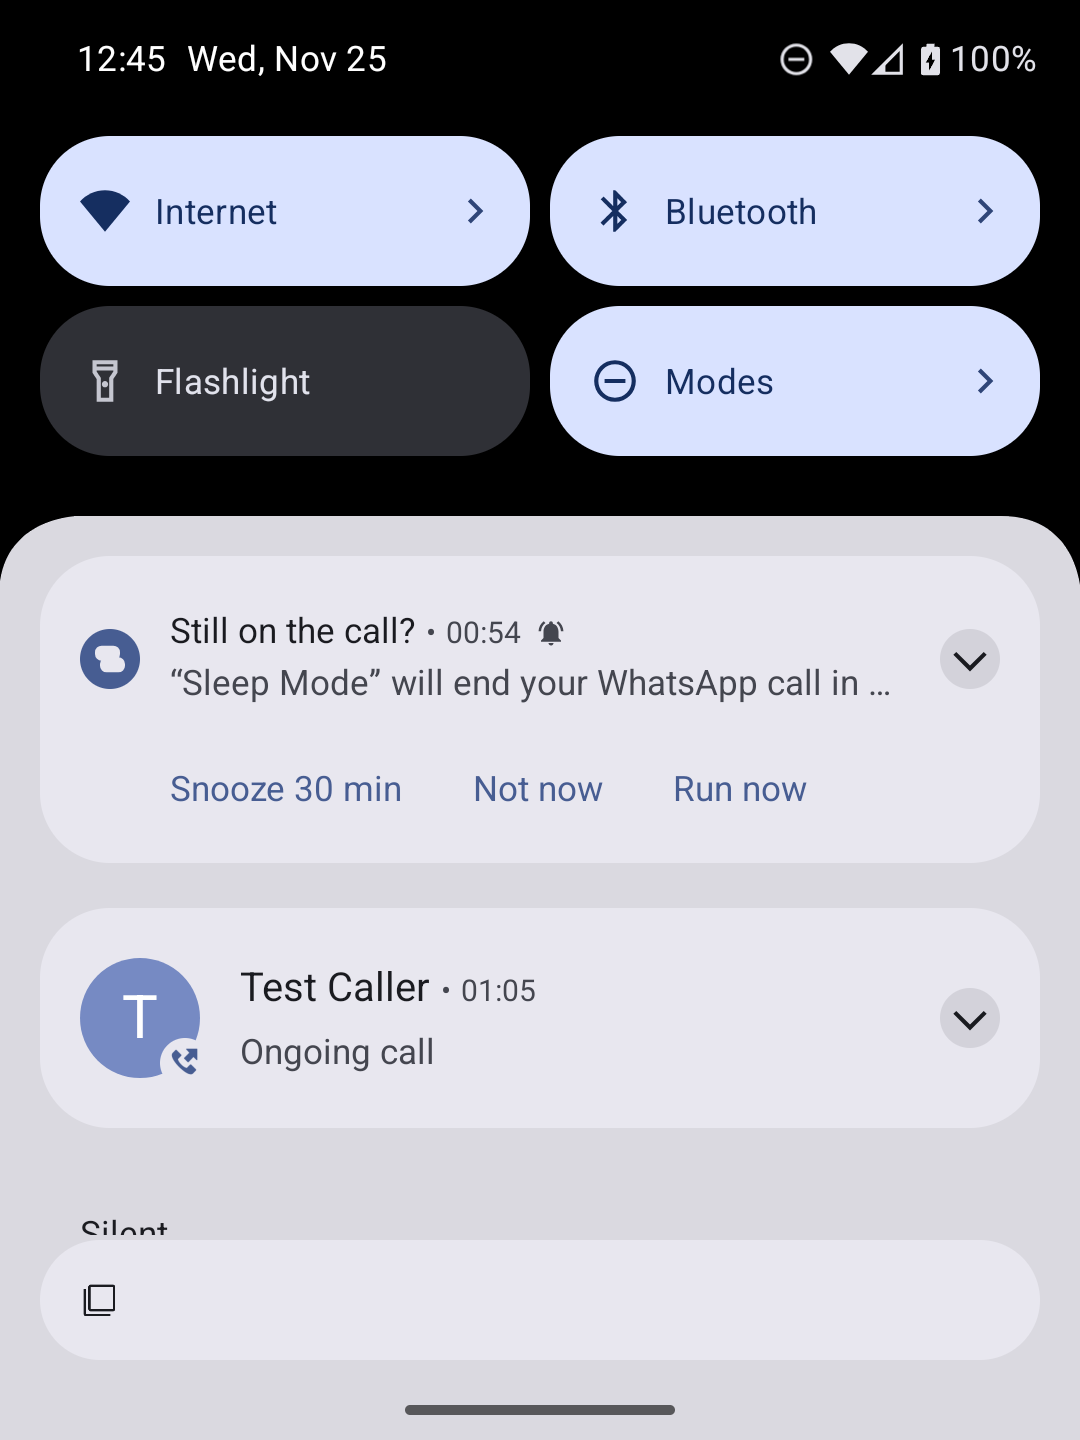 12:45 Wed, Nov 25 100%
Internet
Bluetooth
Flashlight
Modes
Still on the call? • 00:54
“Sleep Mode” will end your WhatsApp call in …
Snooze 30 min Not now Run now
T
Test Caller • 01:05
Ongoing call
Silent